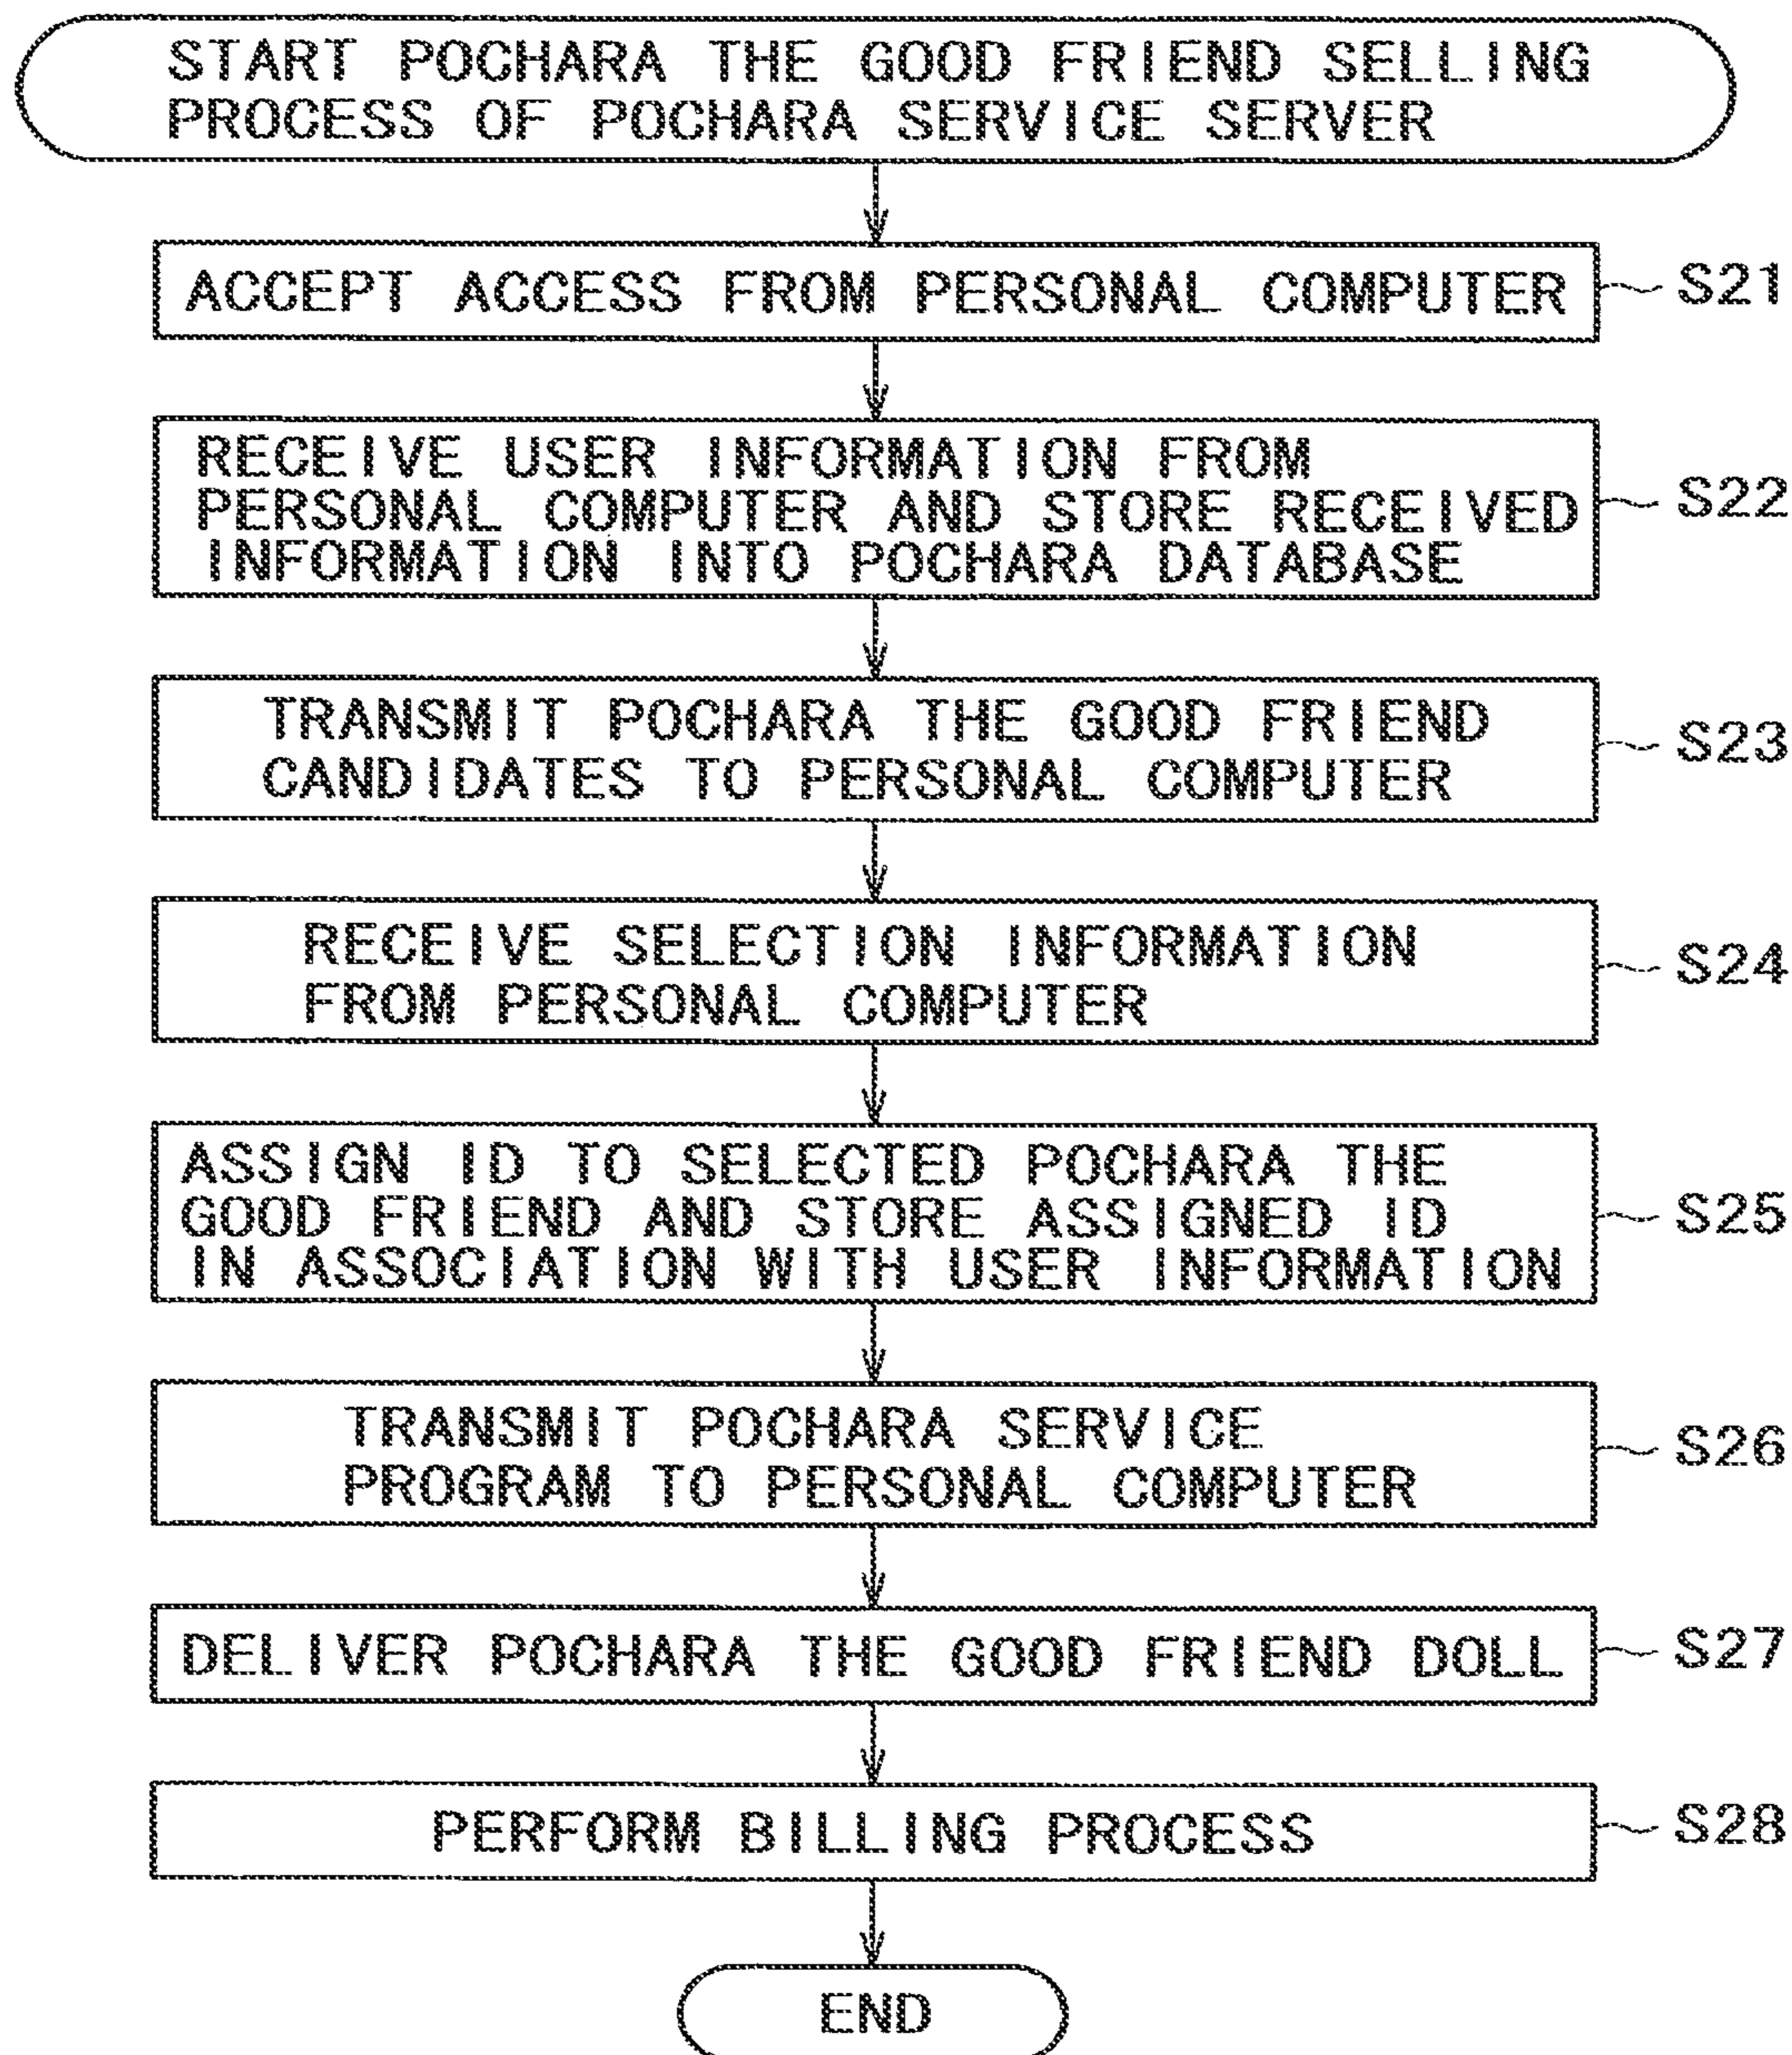 START POCHARA THE GOOD FRIEND SELLING
PROCESS OF POCHARA SERVICE SERVER
ACCEPT ACCESS FROM PERSONAL COMPUTER
S21
RECEIVE USER INFORMATION FROM
PERSONAL COMPUTER AND STORE RECEIVED
INFORMATION INTO POCHARA DATABASE
S22
TRANSMIT POCHARA THE GOOD FRIEND
CANDIDATES TO PERSONAL COMPUTER
S23
RECEIVE SELECTION INFORMATION
FROM PERSONAL COMPUTER
S24
ASSIGN ID TO SELECTED POCHARA THE
GOOD FRIEND AND STORE ASSIGNED ID
IN ASSOCIATION WITH USER INFORMATION
S25
TRANSMIT POCHARA SERVICE
PROGRAM TO PERSONAL COMPUTER
S26
DELIVER POCHARA THE GOOD FRIEND DOLL
S27
PERFORM BILLING PROCESS
S28
END